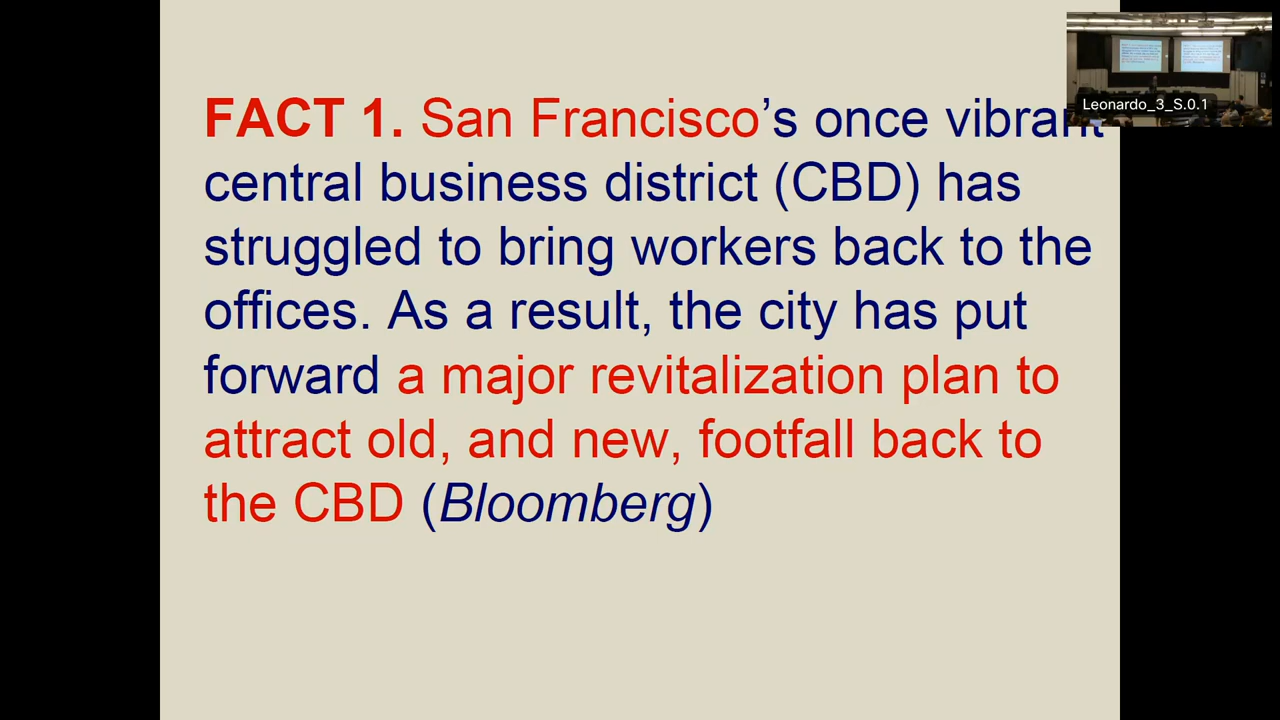 FACT 1. San Francisco's once vibrant
central business district (CBD) has
struggled to bring workers back to the
offices. As a result, the city has put
forward a major revitalization plan to
attract old, and new, footfall back to
the CBD (Bloomberg)
Leonardo_3_S.0.1